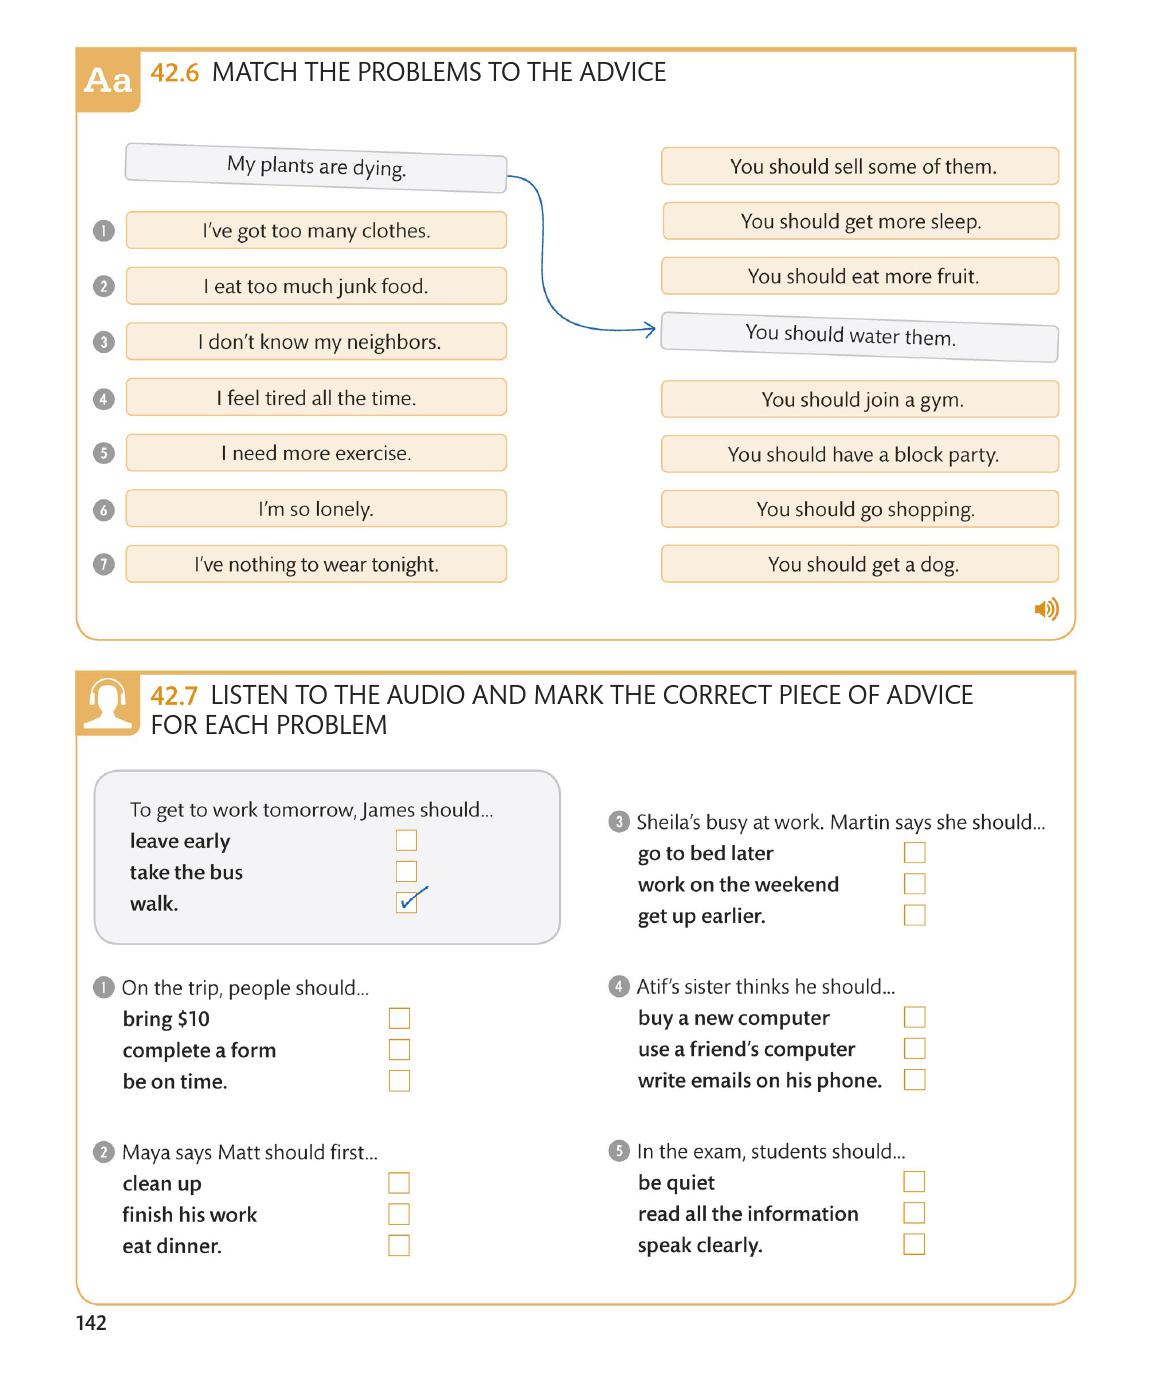 Aa
42.6 MATCH THE PROBLEMS TO THE ADVICE
My plants are dying.
1 I've got too many clothes.
2 I eat too much junk food.
3 I don't know my neighbors.
4 I feel tired all the time.
5 I need more exercise.
6 I'm so lonely.
7 I've nothing to wear tonight.
You should sell some of them.
You should get more sleep.
You should eat more fruit.
You should water them.
You should join a gym.
You should have a block party.
You should go shopping.
You should get a dog.
42.7 LISTEN TO THE AUDIO AND MARK THE CORRECT PIECE OF ADVICE
FOR EACH PROBLEM
To get to work tomorrow, James should...
leave early
take the bus
walk.
1 On the trip, people should...
bring $10
complete a form
be on time.
2 Maya says Matt should first...
clean up
finish his work
eat dinner.
3 Sheila's busy at work. Martin says she should...
go to bed later
work on the weekend
get up earlier.
4 Atif's sister thinks he should...
buy a new computer
use a friend's computer
write emails on his phone.
5 In the exam, students should...
be quiet
read all the information
speak clearly.
142